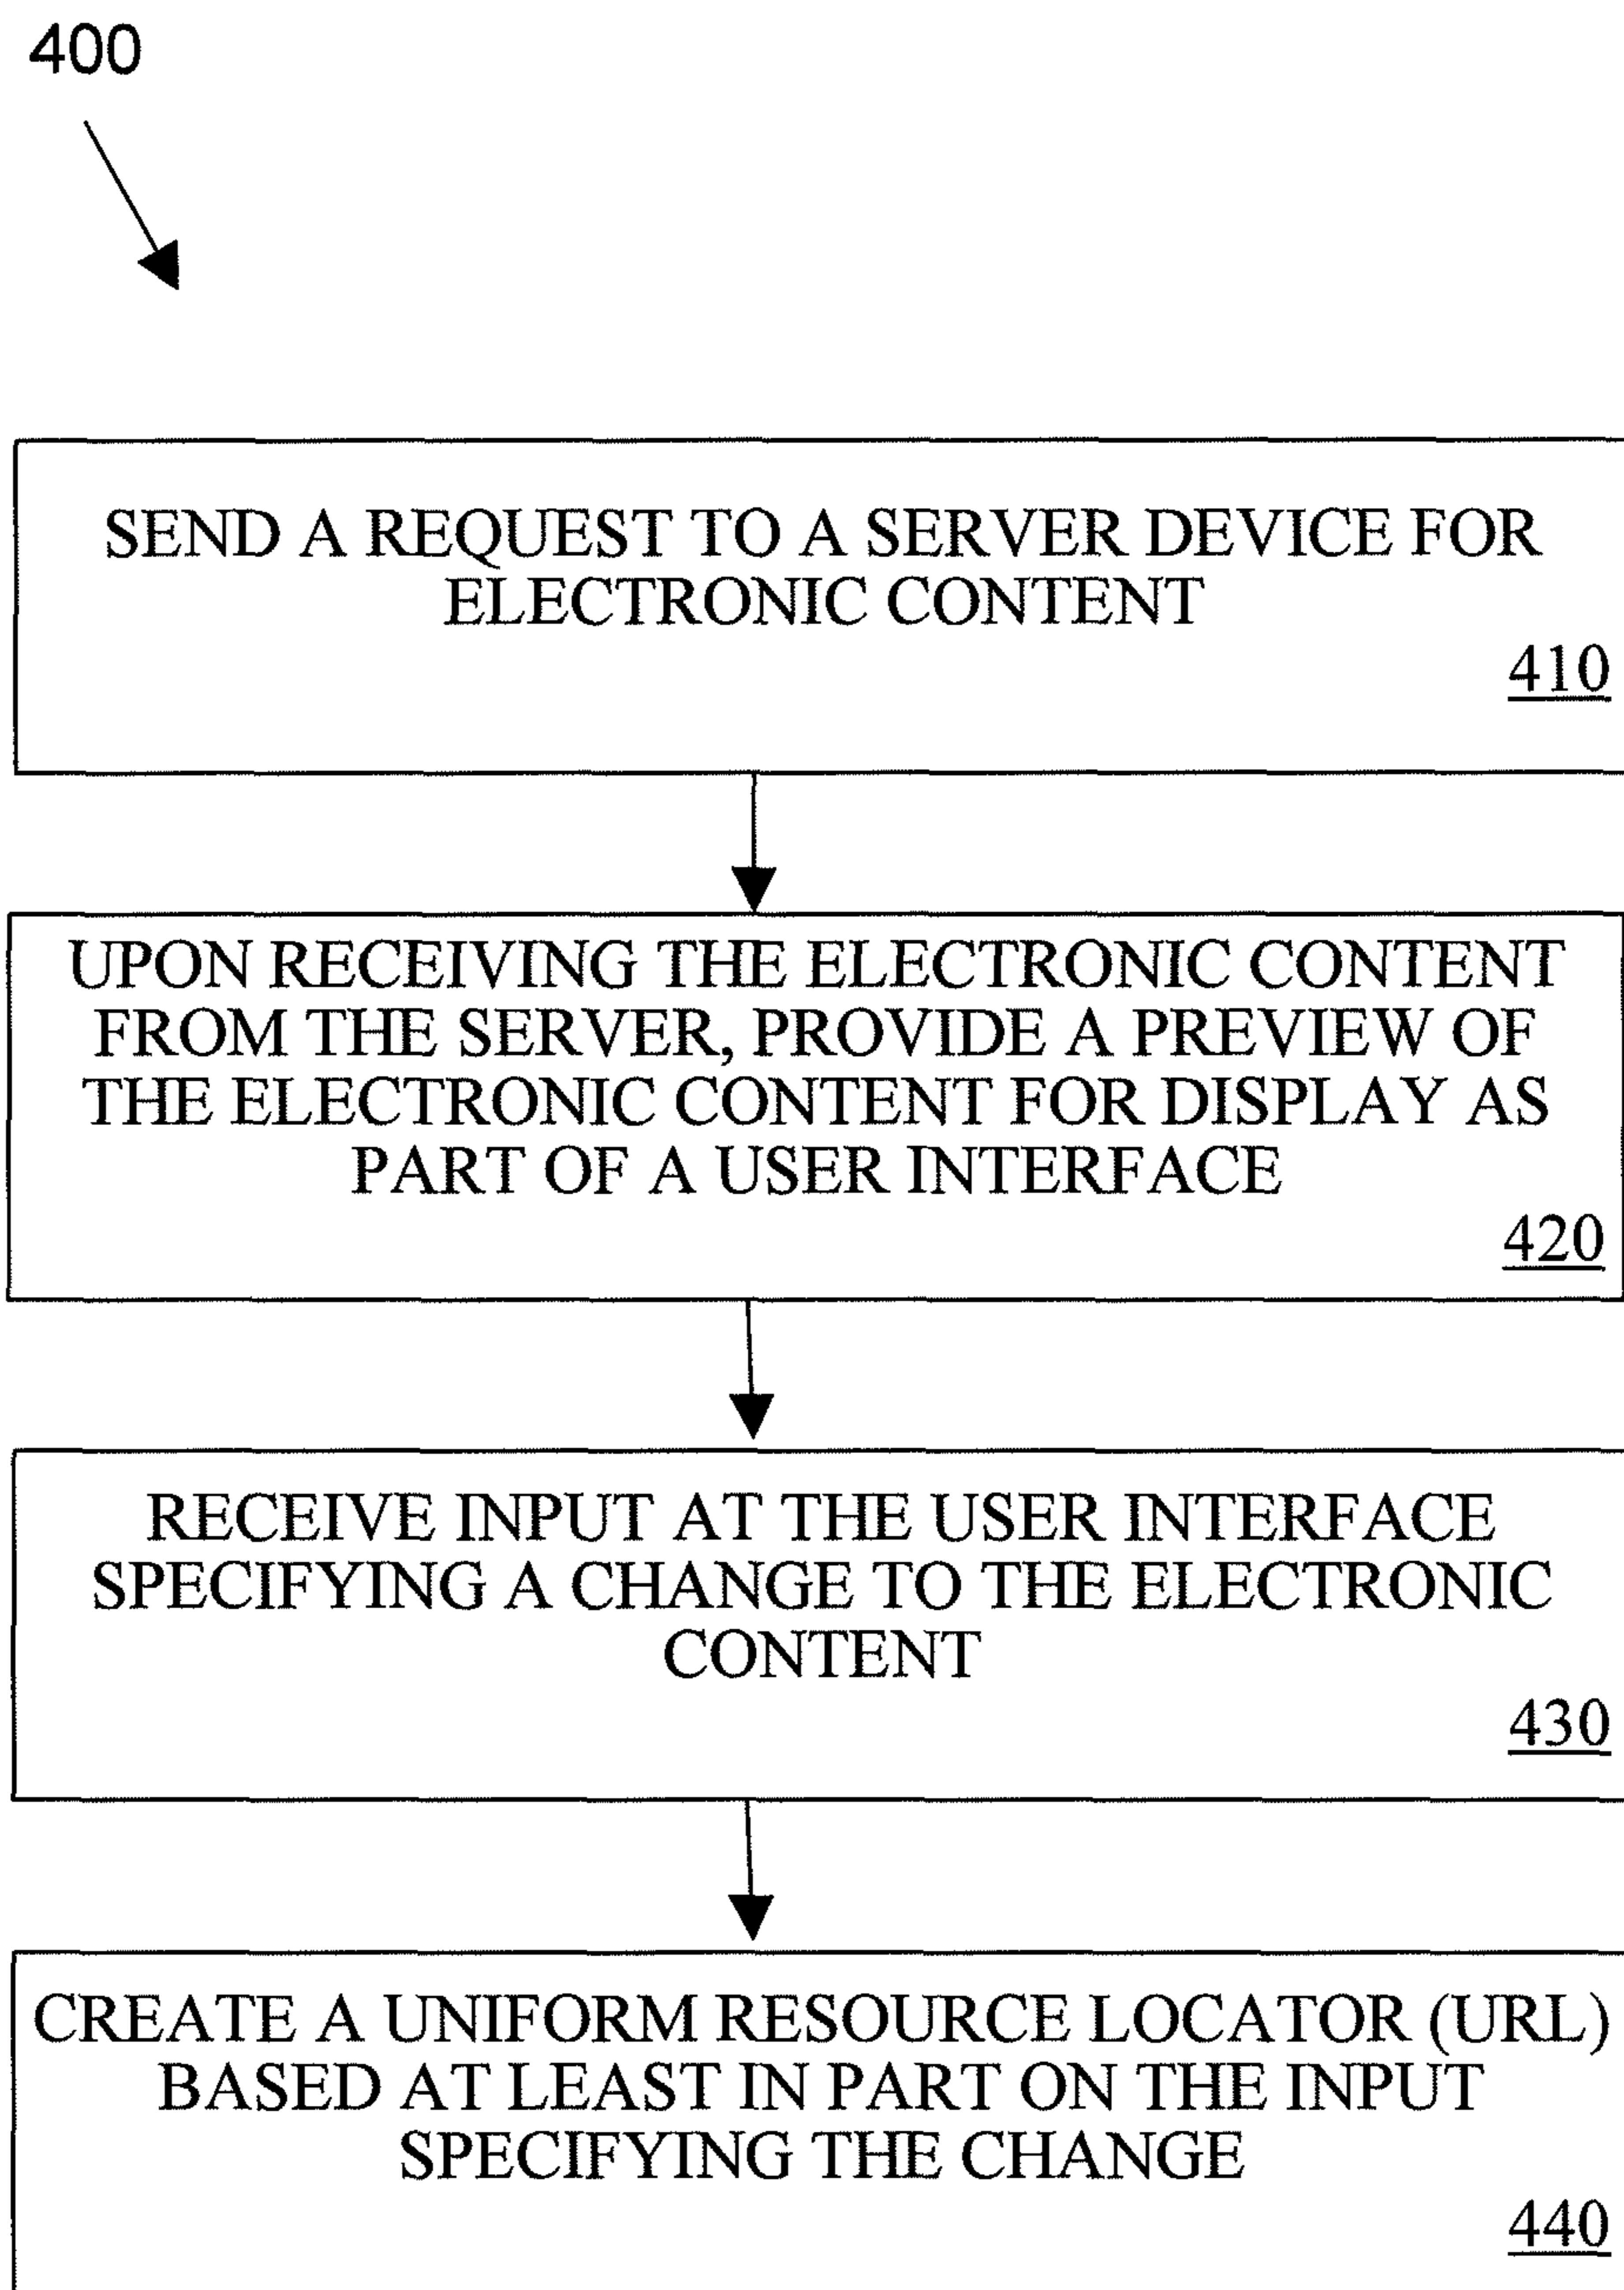 400
SEND A REQUEST TO A SERVER DEVICE FOR
ELECTRONIC CONTENT
410
UPON RECEIVING THE ELECTRONIC CONTENT
FROM THE SERVER, PROVIDE A PREVIEW OF
THE ELECTRONIC CONTENT FOR DISPLAY AS
PART OF A USER INTERFACE
420
RECEIVE INPUT AT THE USER INTERFACE
SPECIFYING A CHANGE TO THE ELECTRONIC
CONTENT
430
CREATE A UNIFORM RESOURCE LOCATOR (URL)
BASED AT LEAST IN PART ON THE INPUT
SPECIFYING THE CHANGE
440